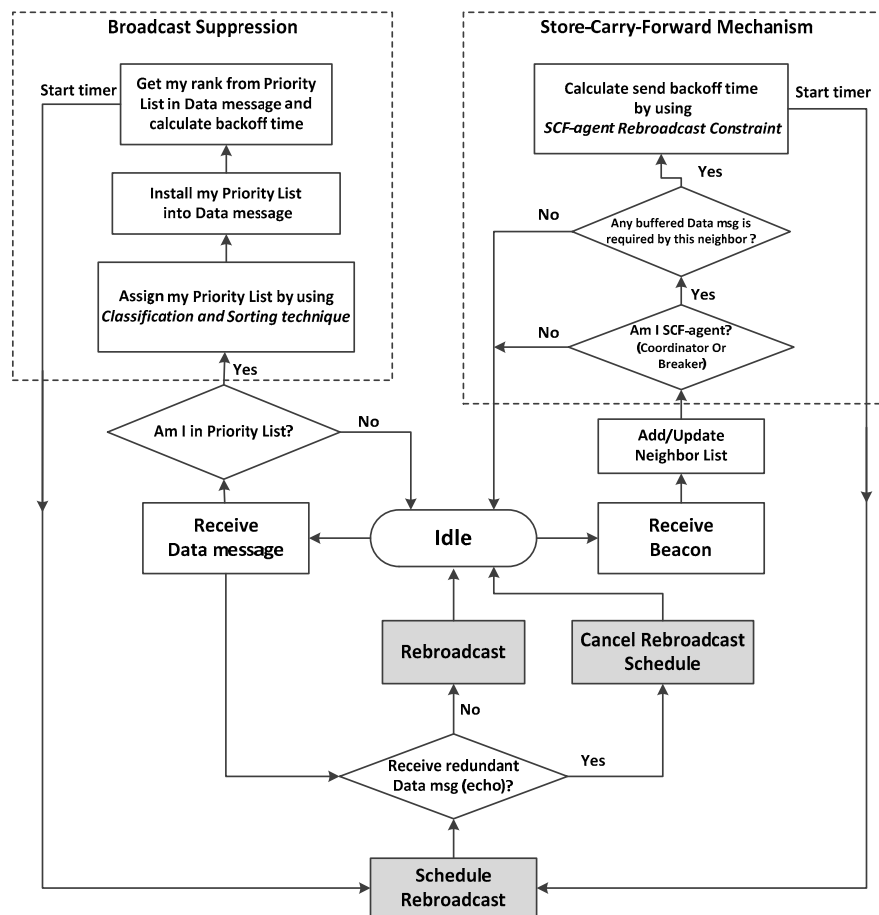 Broadcast Suppression
Start timer
Get my rank from Priority
List in Data message and
calculate backoff time
Install my Priority List
into Data message
Assign my Priority List by using
Classification and Sorting technique
Yes
Am I in Priority List?
No
Receive
Data message
Store-Carry-Forward Mechanism
Calculate send backoff time
by using
SCF-agent Rebroadcast Constraint
Start timer
Yes
No
Any buffered Data msg is
required by this neighbor ?
Yes
No
Am I SCF-agent?
(Coordinator Or
Breaker)
Add/Update
Neighbor List
Idle
Receive
Beacon
Rebroadcast
Cancel Rebroadcast
Schedule
No
Receive redundant
Data msg (echo)?
Yes
Schedule
Rebroadcast